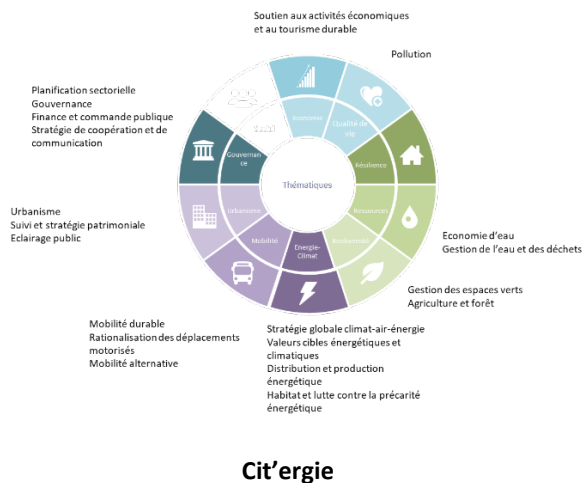 Soutien aux activités économiques
et au tourisme durable
Pollution
Planification sectorielle
Gouvernance
Finance et commande publique
Stratégie de coopération et de
communication
Qualité de
vie
Gouvernan
ce
Résilience
Thématiques
Urbanisme
Ressources
Mobilité
Energie-
Climat
Biodiversité
Urbanisme
Suivi et stratégie patrimoniale
Eclairage public
Economie d'eau
Gestion de l'eau et des déchets
Gestion des espaces verts
Agriculture et forêt
Mobilité durable
Rationalisation des déplacements
motorisés
Mobilité alternative
Stratégie globale climat-air-énergie
Valeurs cibles énergétiques et
climatiques
Distribution et production
énergétique
Habitat et lutte contre la précarité
énergétique
Cit'ergie